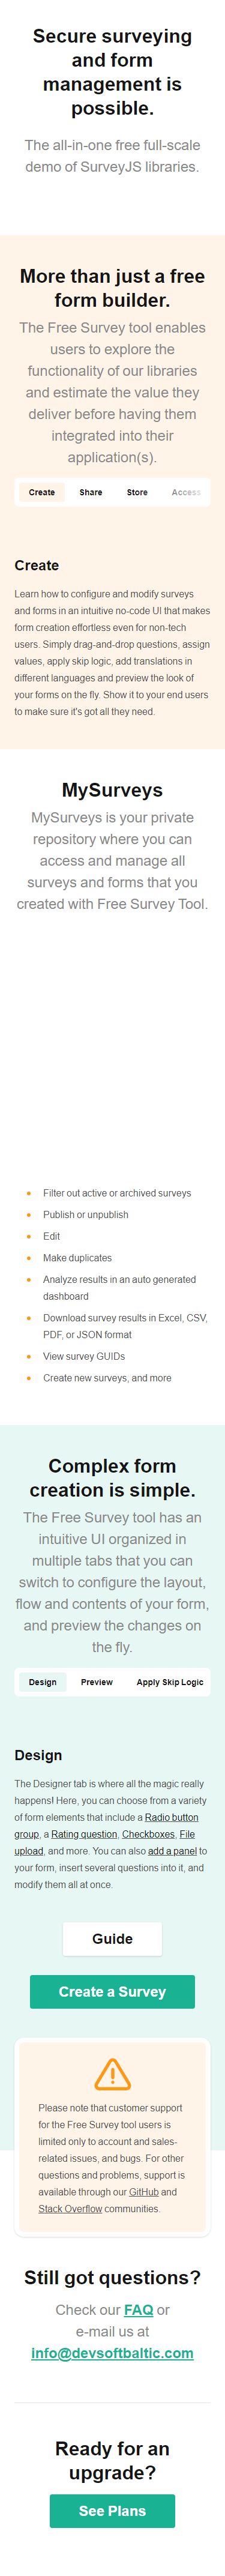 Secure surveying
and form
management is
possible.
The all-in-one free full-scale
demo of SurveyJS libraries.
More than just a free
form builder.
The Free Survey tool enables
users to explore the
functionality of our libraries
and estimate the value they
deliver before having them
integrated into their
application(s).
Create Share Store Access
Create
Learn how to configure and modify surveys
and forms in an intuitive no-code UI that makes
form creation effortless even for non-tech
users. Simply drag-and-drop questions, assign
values, apply skip logic, add translations in
different languages and preview the look of
your forms on the fly. Show it to your end users
to make sure it's got all they need.
MySurveys
MySurveys is your private
repository where you can
access and manage all
surveys and forms that you
created with Free Survey Tool.
Filter out active or archived surveys
Publish or unpublish
Edit
Make duplicates
Analyze results in an auto generated
dashboard
Download survey results in Excel, CSV,
PDF, or JSON format
View survey GUIDs
Create new surveys, and more
Complex form
creation is simple.
The Free Survey tool has an
intuitive UI organized in
multiple tabs that you can
switch to configure the layout,
flow and contents of your form,
and preview the changes on
the fly.
Design Preview Apply Skip Logic
Design
The Designer tab is where all the magic really
happens! Here, you can choose from a variety
of form elements that include a Radio button
group, a Rating question, Checkboxes, File
upload, and more. You can also add a panel to
your form, insert several questions into it, and
modify them all at once.
Guide
Create a Survey
Please note that customer support
for the Free Survey tool users is
limited only to account and sales-
related issues, and bugs. For other
questions and problems, support is
available through our GitHub and
Stack Overflow communities.
Still got questions?
Check our FAQ or
e-mail us at
info@devsoftbaltic.com
Ready for an
upgrade?
See Plans